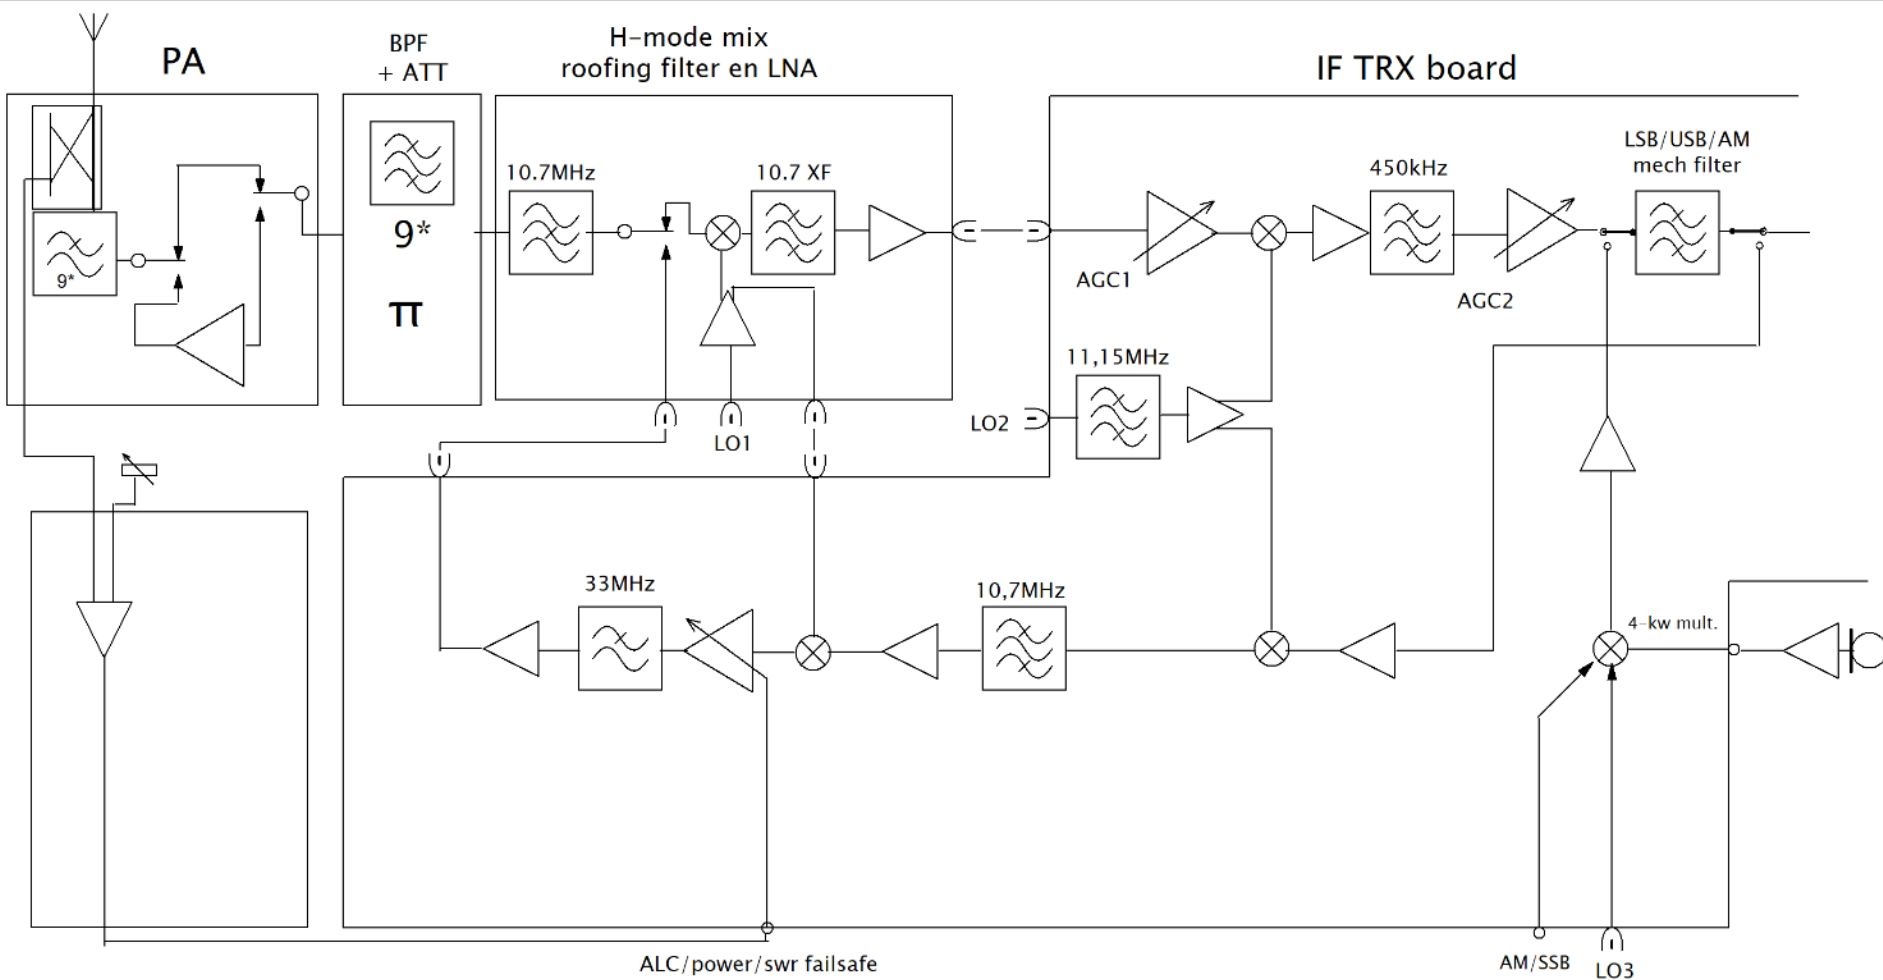 PA
BPF
+ ATT
H-mode mix
roofing filter en LNA
IF TRX board
9*
9*
π
10.7MHz
10.7 XF
LO1
AGC1
450kHz
AGC2
LSB/USB/AM
mech filter
11,15MHz
LO2
33MHz
10,7MHz
4-kw mult.
ALC/power/swr failsafe
AM/SSB
LO3